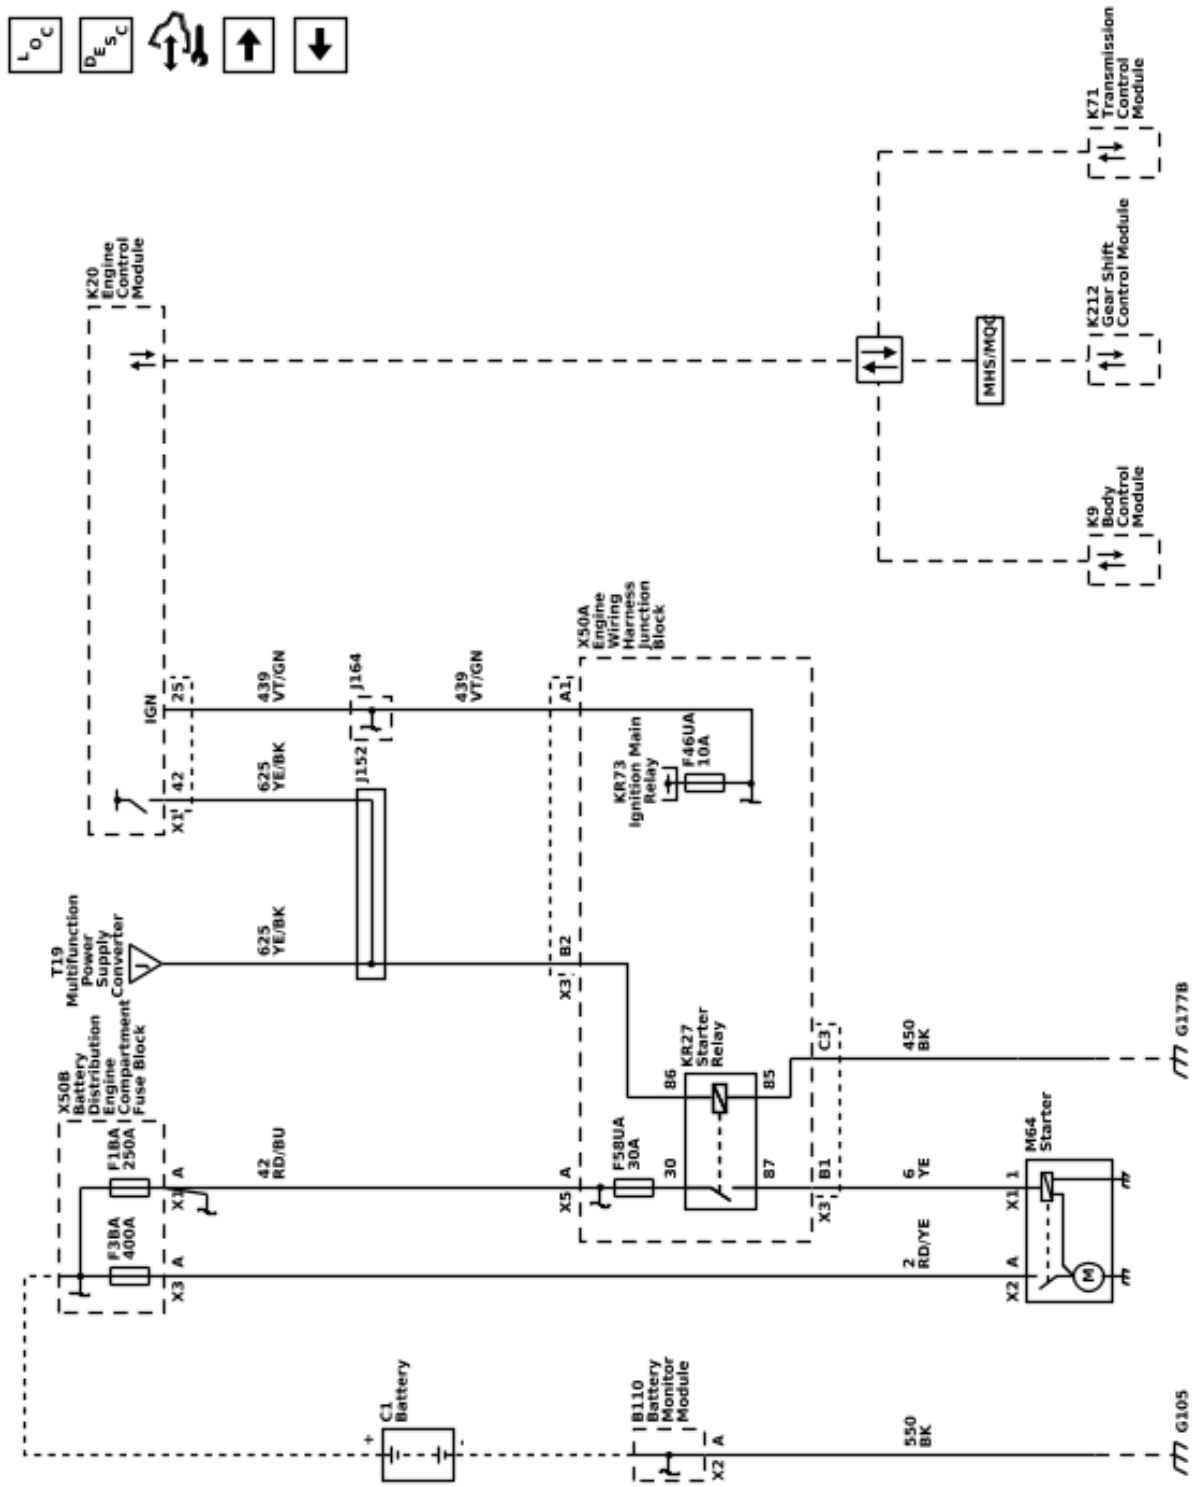 L O C
D E S C
K20
Engine
Control
Module
IGN
X1
42
25
625
YE/BK
439
VT/GN
J152
J164
439
VT/GN
T19
Multifunction
Power
Supply
Converter
J
625
YE/BK
X50B
Battery
Distribution
Engine
Compartment
Fuse Block
F3BA
400A
F1BA
250A
X3
A
X1
A
42
RD/BU
C1
Battery
+
-
X50A
Engine
Wiring
Harness
Junction
Block
X5
A
X3
B2
A1
F58UA
30A
KR73
Ignition Main
Relay
F46UA
10A
KR27
Starter
Relay
30
86
87
85
X3
B1
C3
B110
Battery
Monitor
Module
X2
A
550
BK
2
RD/YE
6
YE
450
BK
M64
Starter
X2
A
X1
1
M
G105
G177B
MHS/MQC
K9
Body
Control
Module
K212
Gear Shift
Control Module
K71
Transmission
Control
Module